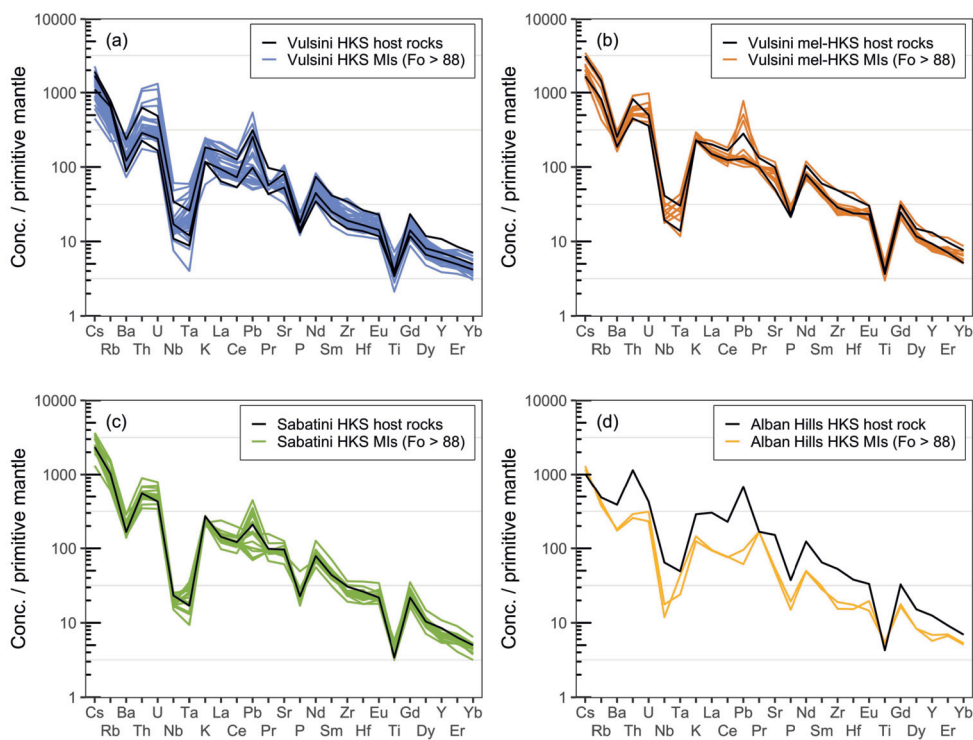 (a)
Vulsini HKS host rocks
Vulsini HKS MIs (Fo > 88)
Conc. / primitive mantle
10000
1000
100
10
1
Cs Ba U Ta La Pb Sr Nd Zr Eu Gd Y Yb
Rb Th Nb K Ce Pr P Sm Hf Ti Dy Er
(b)
Vulsini mel-HKS host rocks
Vulsini mel-HKS MIs (Fo > 88)
Conc. / primitive mantle
10000
1000
100
10
1
Cs Ba U Ta La Pb Sr Nd Zr Eu Gd Y Yb
Rb Th Nb K Ce Pr P Sm Hf Ti Dy Er
(c)
Sabatini HKS host rocks
Sabatini HKS MIs (Fo > 88)
Conc. / primitive mantle
10000
1000
100
10
1
Cs Ba U Ta La Pb Sr Nd Zr Eu Gd Y Yb
Rb Th Nb K Ce Pr P Sm Hf Ti Dy Er
(d)
Alban Hills HKS host rock
Alban Hills HKS MIs (Fo > 88)
Conc. / primitive mantle
10000
1000
100
10
1
Cs Ba U Ta La Pb Sr Nd Zr Eu Gd Y Yb
Rb Th Nb K Ce Pr P Sm Hf Ti Dy Er